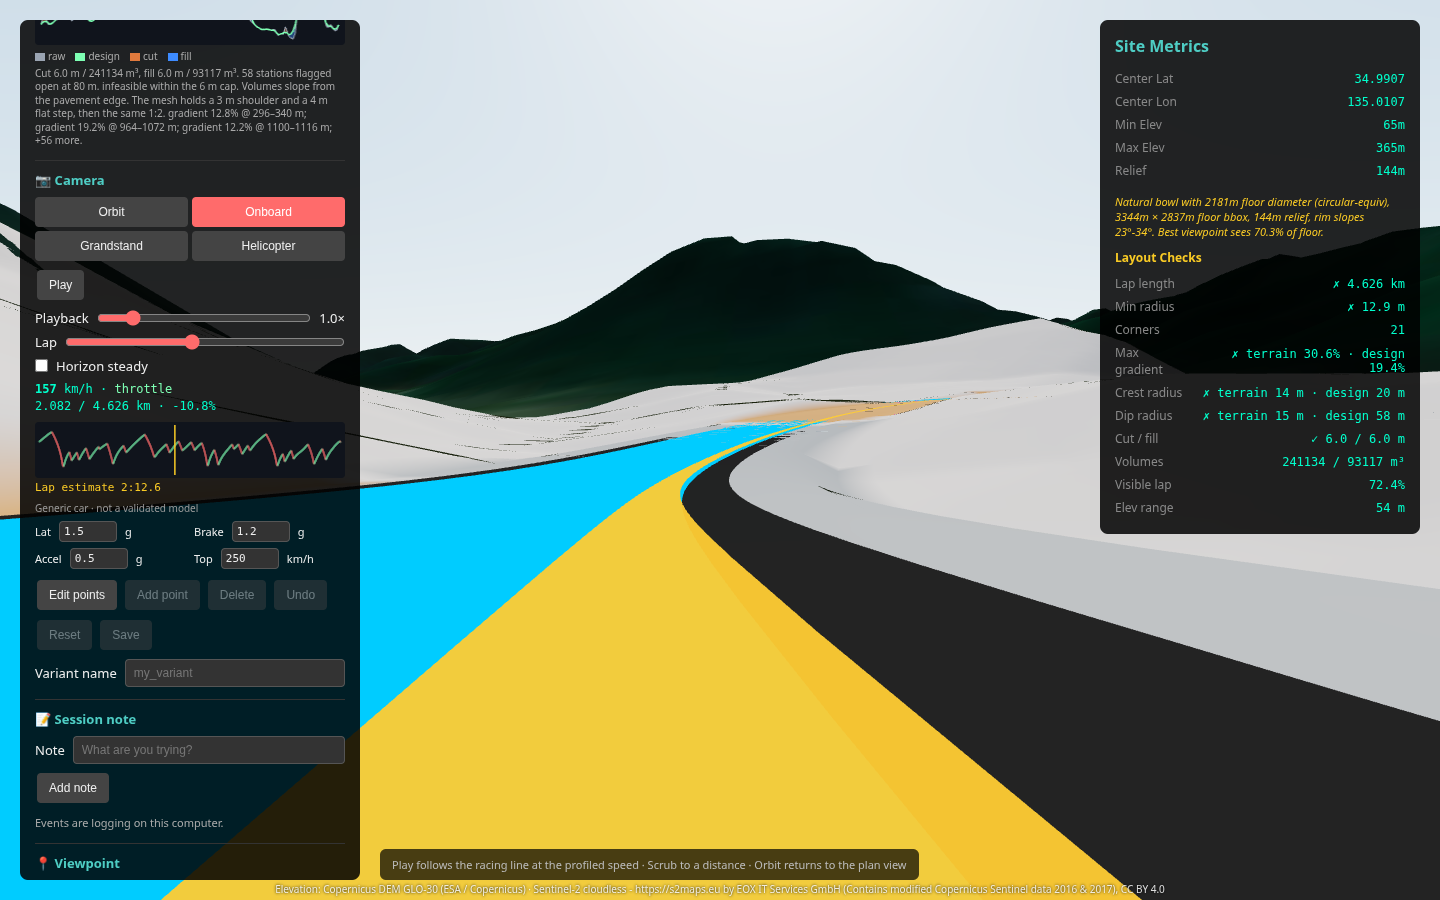 raw design cut fill
Cut 6.0 m / 241134 m³, fill 6.0 m / 93117 m³. 58 stations flagged
open at 80 m. infeasible within the 6 m cap. Volumes slope from
the pavement edge. The mesh holds a 3 m shoulder and a 4 m
flat step, then the same 1:2. gradient 12.8% @ 296–340 m;
gradient 19.2% @ 964–1072 m; gradient 12.2% @ 1100–1116 m;
+56 more.
📷 Camera
Orbit Onboard
Grandstand Helicopter
Play
Playback 1.0×
Lap
Horizon steady
157 km/h · throttle
2.082 / 4.626 km · -10.8%
Lap estimate 2:12.6
Generic car · not a validated model
Lat 1.5 g Brake 1.2 g
Accel 0.5 g Top 250 km/h
Edit points Add point Delete Undo
Reset Save
Variant name my_variant
📝 Session note
Note What are you trying?
Add note
Events are logging on this computer.
📍 Viewpoint
Site Metrics
Center Lat 34.9907
Center Lon 135.0107
Min Elev 65m
Max Elev 365m
Relief 144m
Natural bowl with 2181m floor diameter (circular-equiv),
3344m × 2837m floor bbox, 144m relief, rim slopes
23°-34°. Best viewpoint sees 70.3% of floor.
Layout Checks
Lap length ✗ 4.626 km
Min radius ✗ 12.9 m
Corners 21
Max gradient ✗ terrain 30.6% · design 19.4%
Crest radius ✗ terrain 14 m · design 20 m
Dip radius ✗ terrain 15 m · design 58 m
Cut / fill ✓ 6.0 / 6.0 m
Volumes 241134 / 93117 m³
Visible lap 72.4%
Elev range 54 m
Play follows the racing line at the profiled speed · Scrub to a distance · Orbit returns to the plan view
Elevation: Copernicus DEM GLO-30 (ESA / Copernicus) · Sentinel-2 cloudless - https://s2maps.eu by EOX IT Services GmbH (Contains modified Copernicus Sentinel data 2016 & 2017), CC BY 4.0